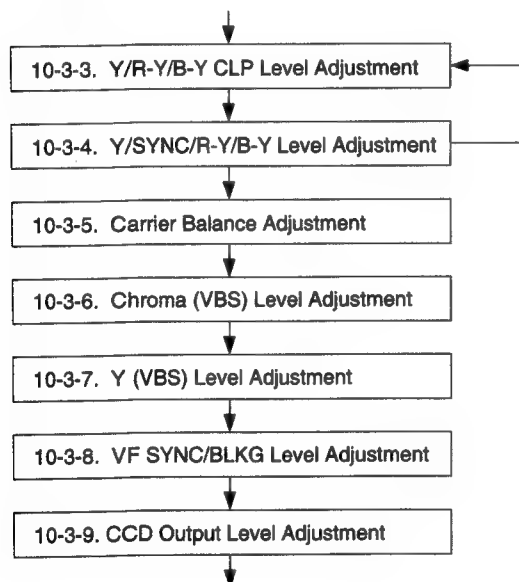 10-3-3. Y/R-Y/B-Y CLP Level Adjustment
10-3-4. Y/SYNC/R-Y/B-Y Level Adjustment
10-3-5. Carrier Balance Adjustment
10-3-6. Chroma (VBS) Level Adjustment
10-3-7. Y (VBS) Level Adjustment
10-3-8. VF SYNC/BLKG Level Adjustment
10-3-9. CCD Output Level Adjustment